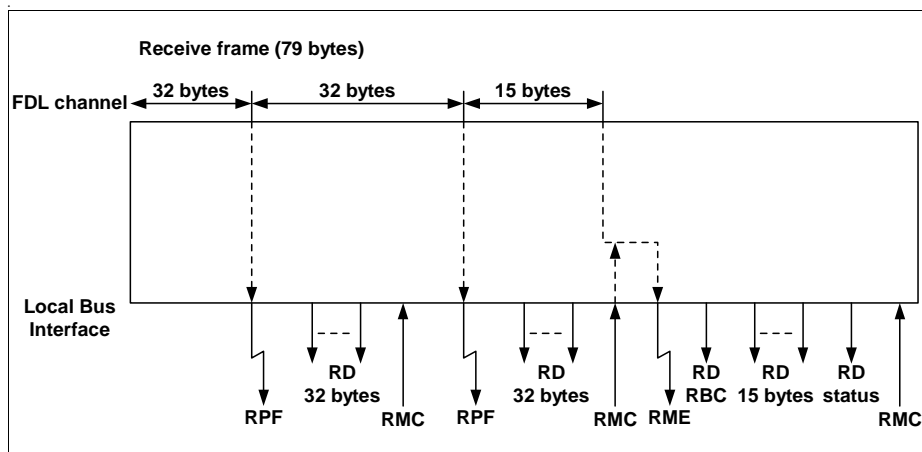 Receive frame (79 bytes)
32 bytes 32 bytes 15 bytes
FDL channel
Local Bus
Interface
RD RD RD RD RD
32 bytes 32 bytes RBC 15 bytes status
RPF RMC RPF RMC RME RMC